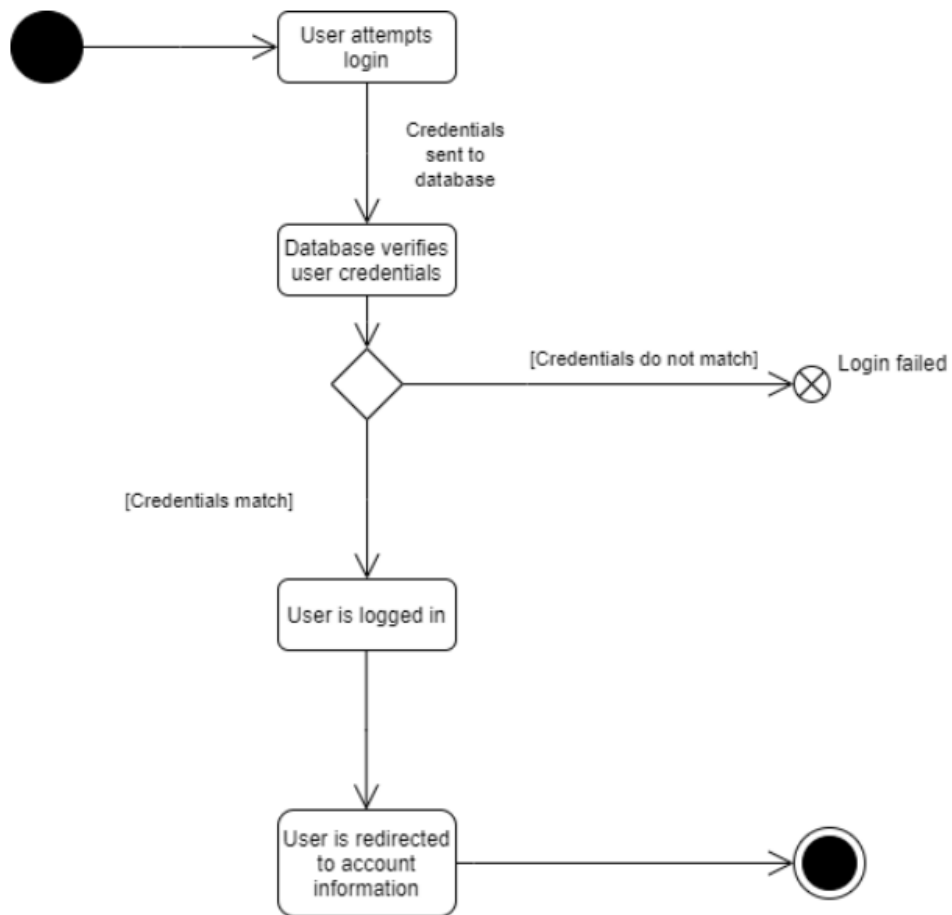 User attempts
login
Credentials
sent to
database
Database verifies
user credentials
[Credentials do not match]
Login failed
[Credentials match]
User is logged in
User is redirected
to account
information